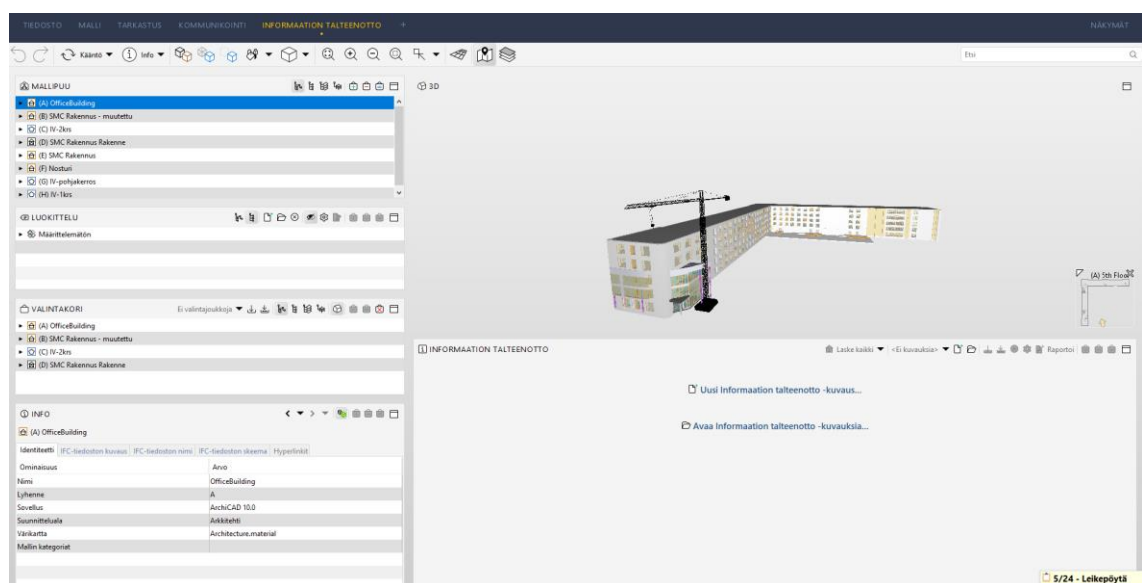 TIEDOSTO MALLI TARKASTUS KOMMUNIKOINTI INFORMAATION TALTEENOTTO + NÄKYMÄT
Kääntö Info Etsi
MALLIPUU
(A) OfficeBuilding
(B) SMC Rakennus - muutettu
(C) IV-2krs
(D) SMC Rakennus Rakenne
(E) SMC Rakennus
(F) Nosturi
(G) IV-pohjakerros
(H) IV-1krs
LUOKITTELU
Määrittelemätön
VALINTAKORI Ei valintajoukkoja
(A) OfficeBuilding
(B) SMC Rakennus - muutettu
(C) IV-2krs
(D) SMC Rakennus Rakenne
INFO
(A) OfficeBuilding
Identiteetti IFC-tiedoston kuvaus IFC-tiedoston nimi IFC-tiedoston skeema Hyperlinkit
Ominaisuus Arvo
Nimi OfficeBuilding
Lyhenne A
Sovellus ArchiCAD 10.0
Suunnitteluala Arkkitehti
Värikartta Architecture.material
Mallin kategoriat
3D
(A) 5th Floor
INFORMAATION TALTEENOTTO Laske kaikki <Ei kuvauksia> Raportoi
Uusi Informaation talteenotto -kuvaus...
Avaa Informaation talteenotto -kuvauksia...
5/24 - Leikepöytä